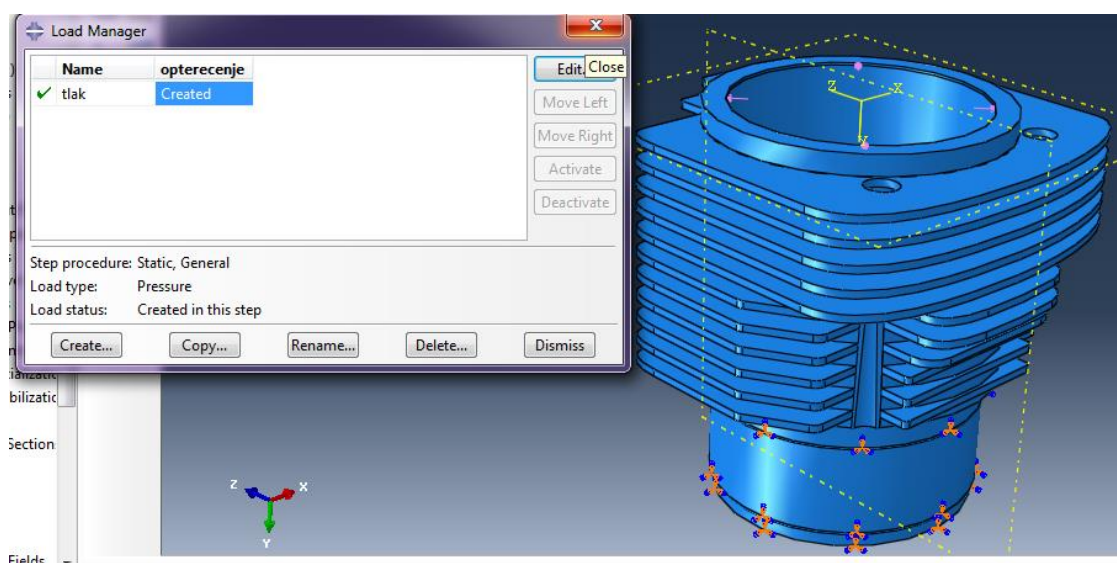 Load Manager
Edit... Close
Name opterecenje
tlak Created
Move Left
Move Right
Activate
Deactivate
Step procedure: Static, General
Load type: Pressure
Load status: Created in this step
Create... Copy... Rename... Delete... Dismiss
bilizatic
Section
Fields
Z X
Y
Z X
Y